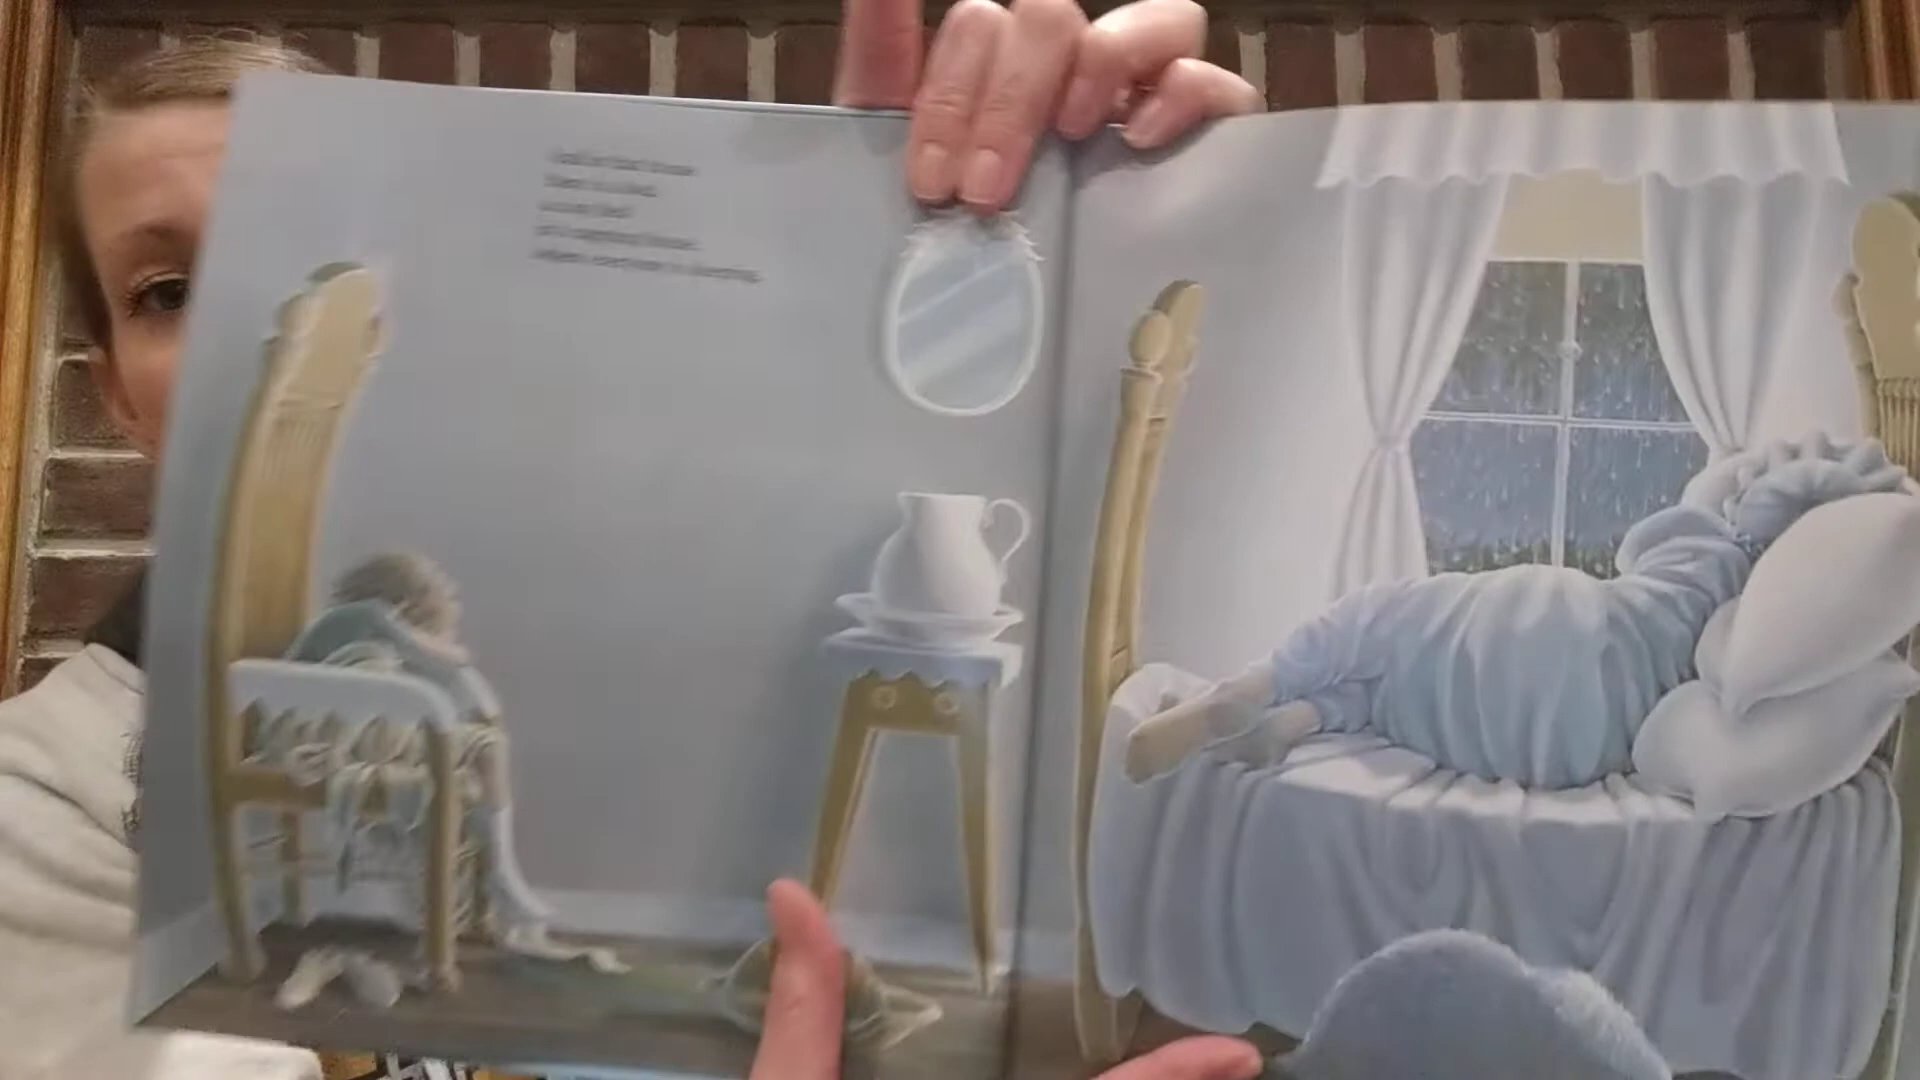 And in that house
there is a bed,
a cozy bed
in a napping house,
where everyone is sleeping.